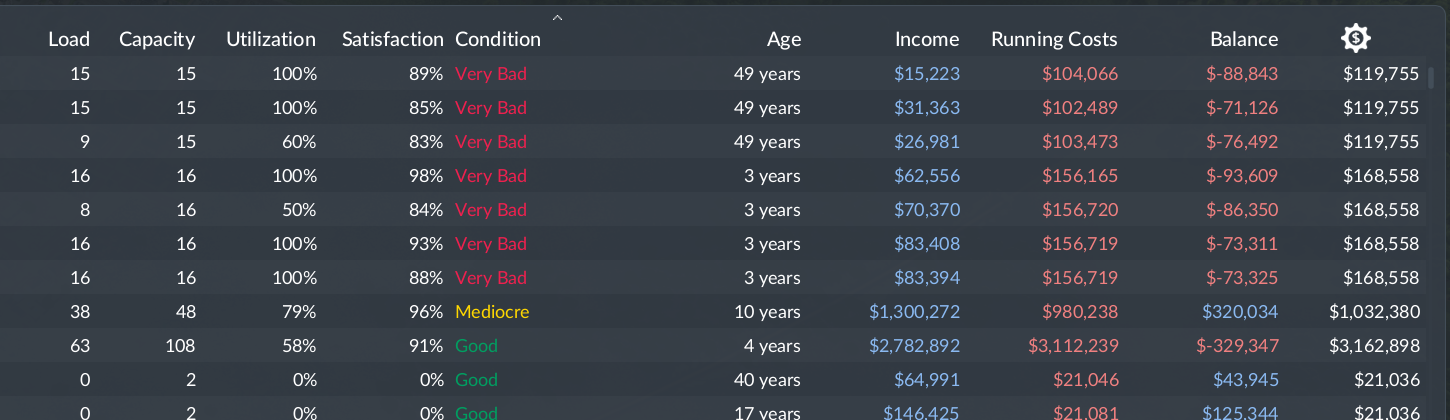 Load Capacity Utilization Satisfaction Condition Age Income Running Costs Balance $
15 15 100% 89% Very Bad 49 years $15,223 $104,066 $-88,843 $119,755
15 15 100% 85% Very Bad 49 years $31,363 $102,489 $-71,126 $119,755
9 15 60% 83% Very Bad 49 years $26,981 $103,473 $-76,492 $119,755
16 16 100% 98% Very Bad 3 years $62,556 $156,165 $-93,609 $168,558
8 16 50% 84% Very Bad 3 years $70,370 $156,720 $-86,350 $168,558
16 16 100% 93% Very Bad 3 years $83,408 $156,719 $-73,311 $168,558
16 16 100% 88% Very Bad 3 years $83,394 $156,719 $-73,325 $168,558
38 48 79% 96% Mediocre 10 years $1,300,272 $980,238 $320,034 $1,032,380
63 108 58% 91% Good 4 years $2,782,892 $3,112,239 $-329,347 $3,162,898
0 2 0% 0% Good 40 years $64,991 $21,046 $43,945 $21,036
0 2 0% 0% Good 17 years $146,425 $21,081 $125,344 $21,036